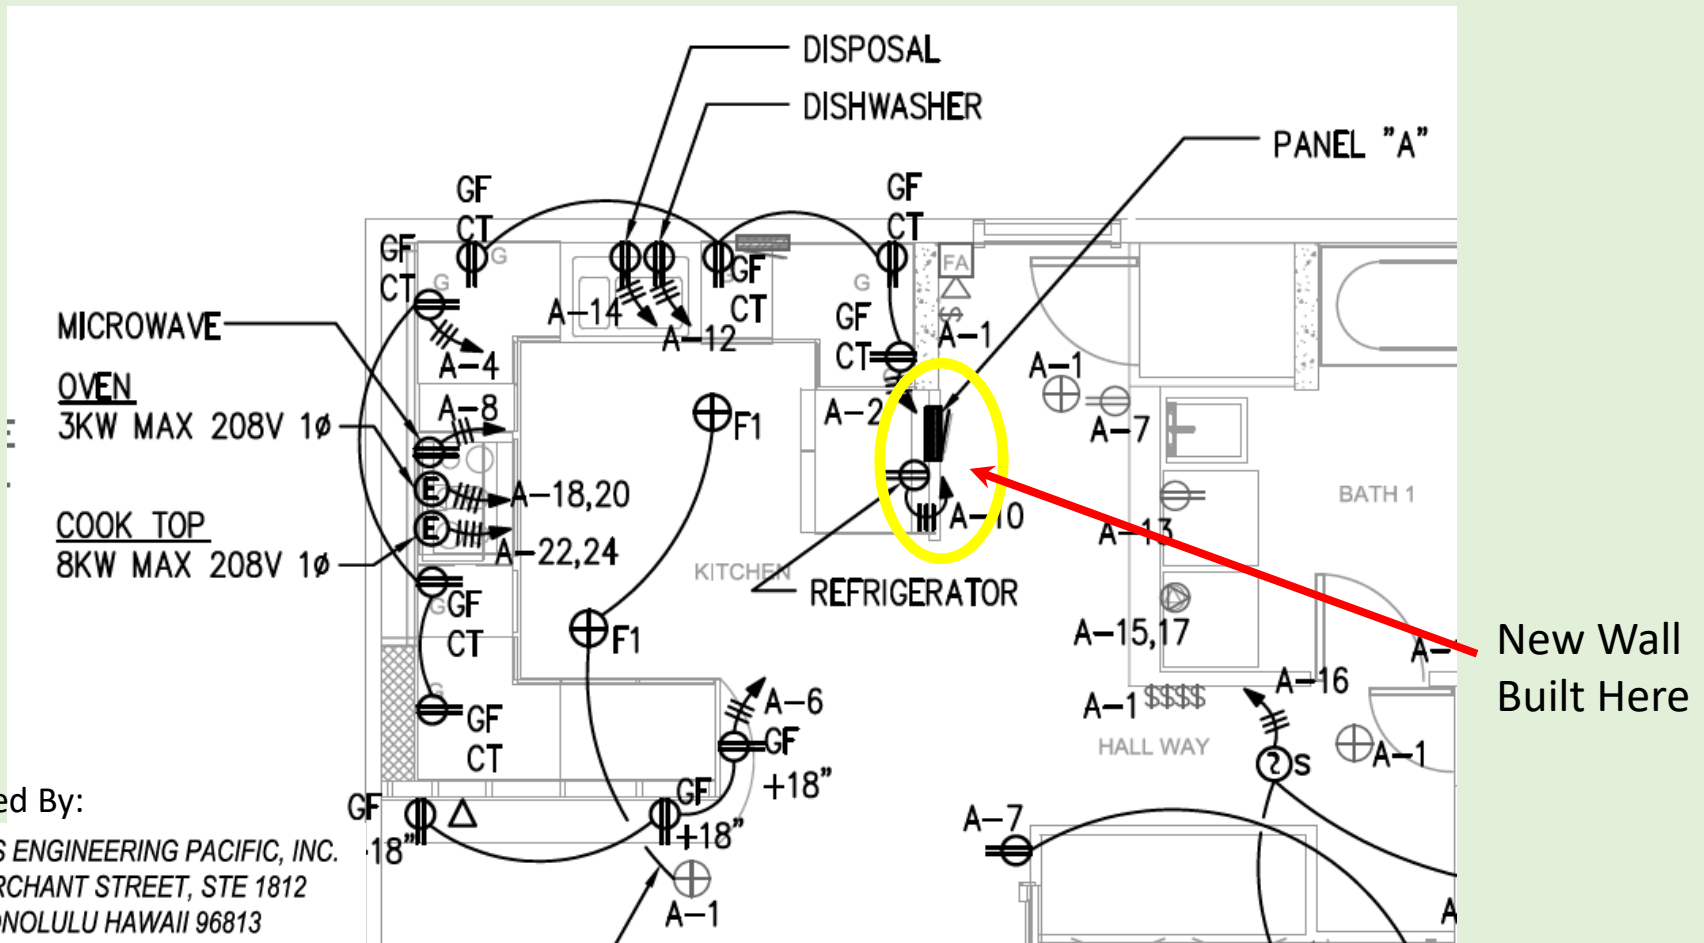 DISPOSAL
DISHWASHER
PANEL "A"
GF
CT
GF
CT
GF
CT
G
G
GF
CT
G
G
FA
$
GF
CT
MICROWAVE
A-14
A-12
A-1
A-4
A-1
OVEN
3KW MAX 208V 1ø
A-8
A-2
F1
A-7
E
A-18,20
BATH 1
COOK TOP
8KW MAX 208V 1ø
E
A-22,24
A-10
A-13
KITCHEN
REFRIGERATOR
G
GF
CT
F1
A-15,17
New Wall
Built Here
A-
A-16
G
GF
CT
A-6
GF
+18"
A-1
$$$$
HALL WAY
S
A-1
ed By:
GF
18"
GF
+18"
A-7
S ENGINEERING PACIFIC, INC.
RCHANT STREET, STE 1812
NOLULU HAWAII 96813
A-1
A